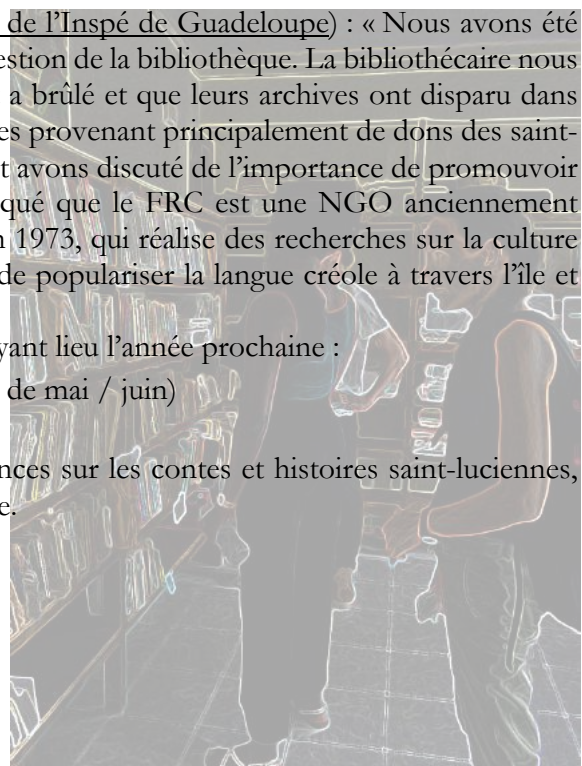 de l'Inspé de Guadeloupe) : « Nous avons été
estion de la bibliothèque. La bibliothécaire nous
a brûlé et que leurs archives ont disparu dans
es provenant principalement de dons des saint-
t avons discuté de l'importance de promouvoir
qué que le FRC est une NGO anciennement
n 1973, qui réalise des recherches sur la culture
de populariser la langue créole à travers l'île et
yant lieu l'année prochaine :
de mai / juin)
nces sur les contes et histoires saint-luciennes,
e.